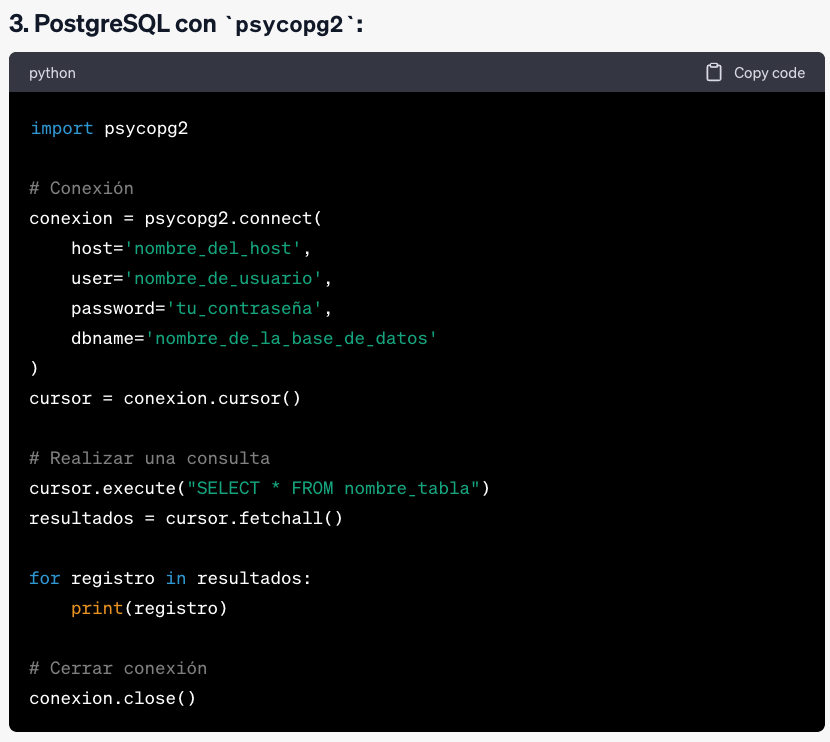 3. PostgreSQL con `psycopg2`:
python
Copy code
import psycopg2
# Conexión
conexion = psycopg2.connect(
    host='nombre_del_host',
    user='nombre_de_usuario',
    password='tu_contraseña',
    dbname='nombre_de_la_base_de_datos'
)
cursor = conexion.cursor()
# Realizar una consulta
cursor.execute("SELECT * FROM nombre_tabla")
resultados = cursor.fetchall()
for registro in resultados:
    print(registro)
# Cerrar conexión
conexion.close()